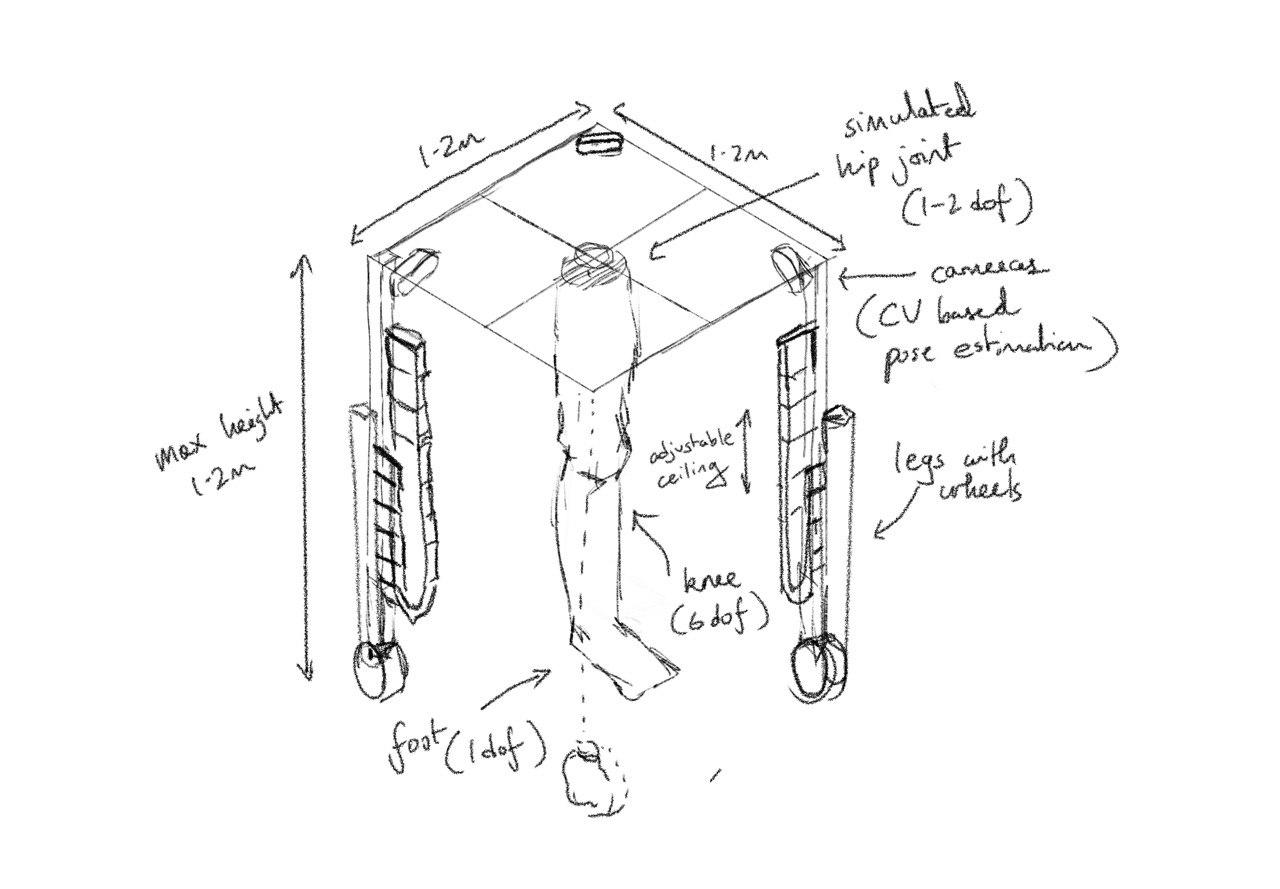 1-2m
1-2m
simulated
hip joint
(1-2 dof)
cameras
(CV based
pose estimation)
max height
1-2m
adjustable
ceiling
legs with
wheels
knee
(6 dof)
foot (1 dof)